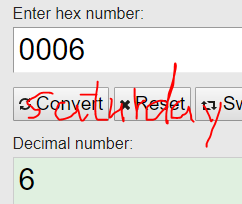 Enter hex number:
0006
Convert Reset Sw
saturday
Decimal number:
6